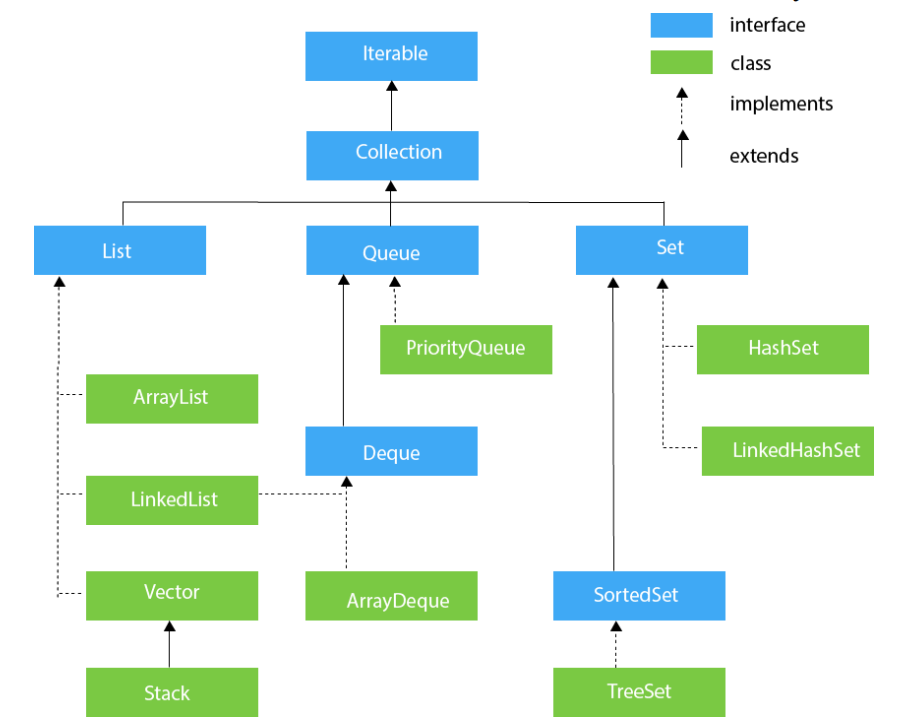 interface
class
implements
extends
Iterable
Collection
List
Queue
Set
PriorityQueue
HashSet
ArrayList
Deque
LinkedHashSet
LinkedList
Vector
ArrayDeque
SortedSet
Stack
TreeSet